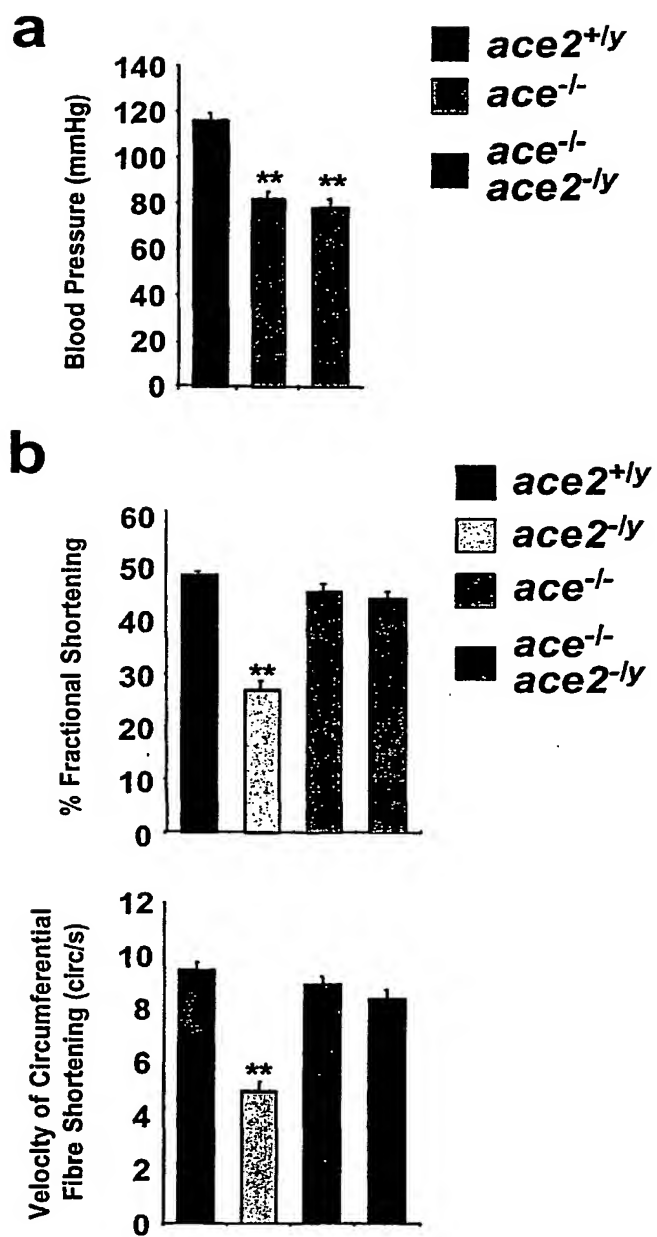 a
ace2+/y
ace-/-
ace-/-
ace2-/y
Blood Pressure (mmHg)
140
120
100
80
60
40
20
0
** **
b
ace2+/y
ace2-/y
ace-/-
ace-/-
ace2-/y
% Fractional Shortening
60
50
40
30
20
10
0
**
Velocity of Circumferential
Fibre Shortening (circ/s)
12
10
8
6
4
2
0
**